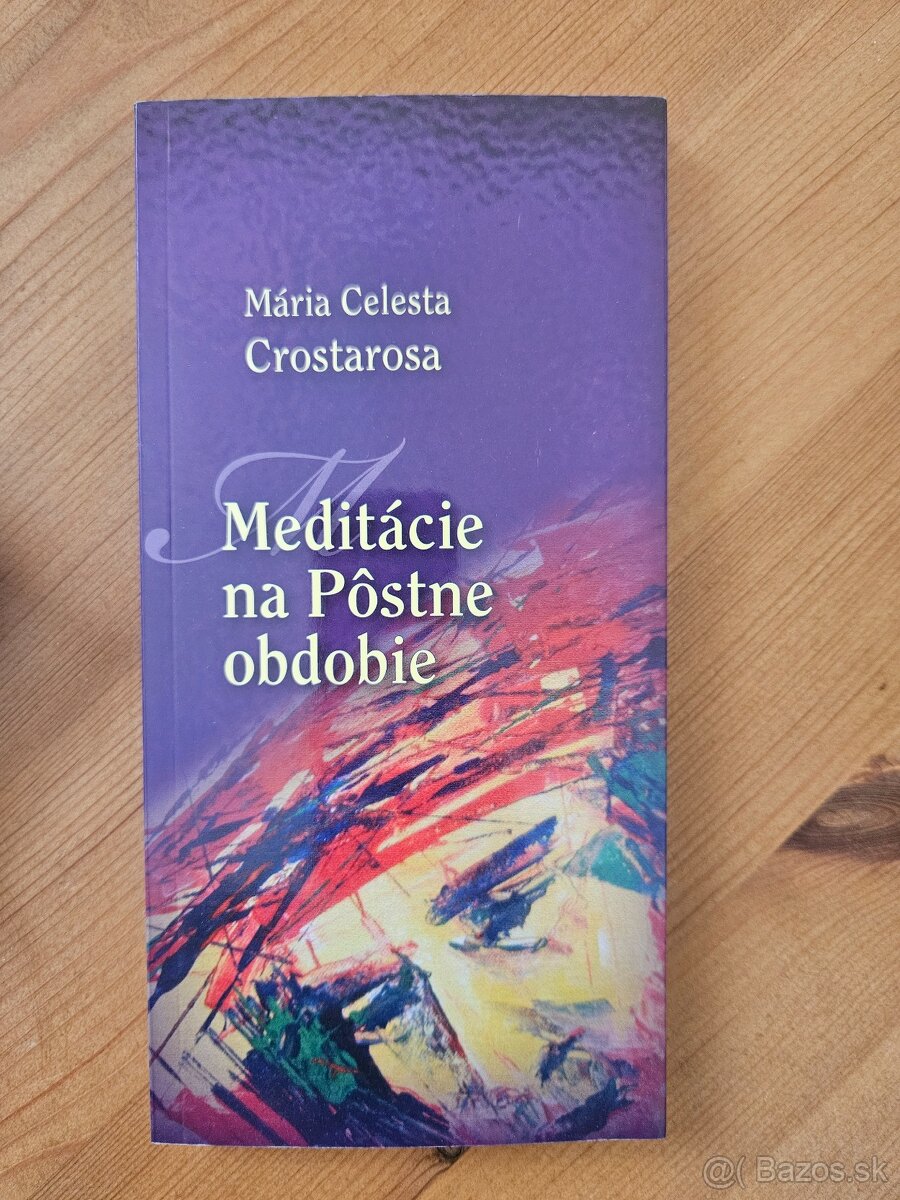 Mária Celesta
Crostarosa
M
Meditácie
na Pôstne
obdobie
@( Bazos.sk